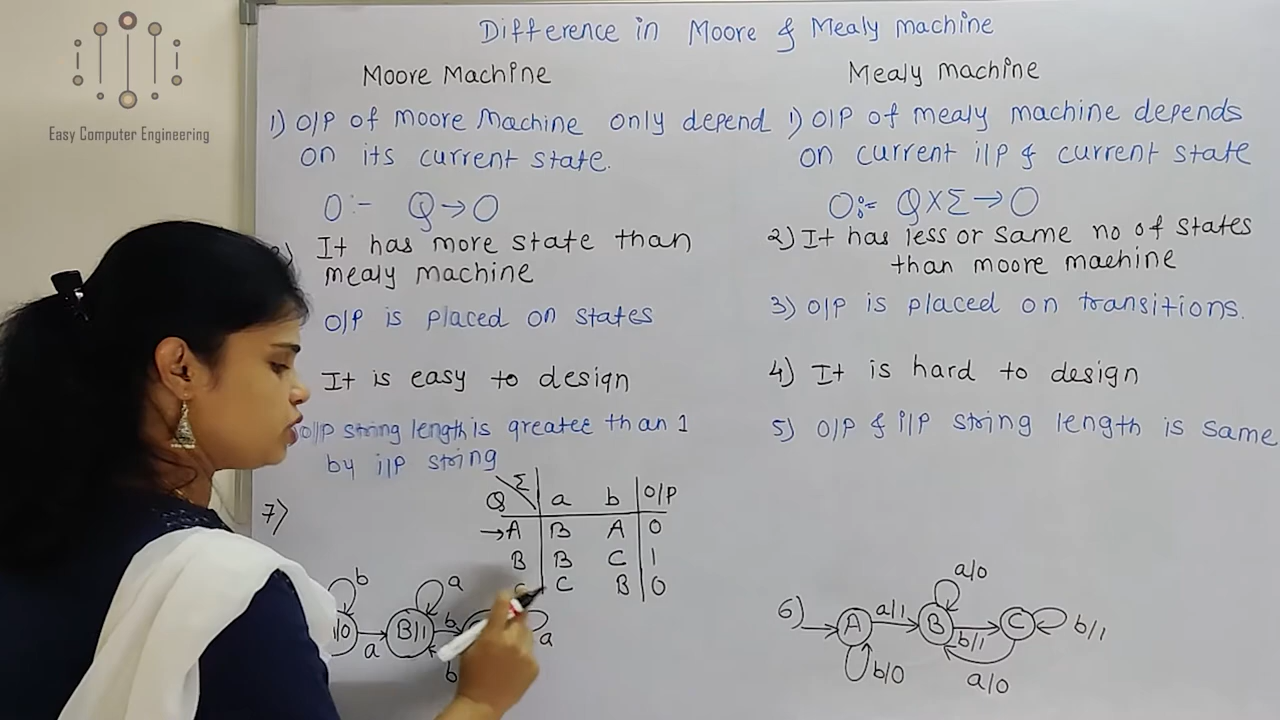 Easy Computer Engineering
Difference in Moore & Mealy machine
Moore Machine
1) O/P of moore Machine only depend
on its current state.
O:- Q→O
It has more state than
mealy machine
O/P is placed on states
It is easy to design
O/P string length is greatee than 1
by i/P string
7)
Q \ Σ a b O/P
→A B A 0
B B C 1
C B 0
b a
/0 B/1
a b a
b
Mealy machine
1) O/P of mealy machine depends
on current i/P & current state
O:= Q×Σ→O
2) It has less or same no of states
than moore machine
3) O/P is placed on transitions.
4) It is hard to design
5) O/P & i/P string length is same
a/0
6) A a/1 B b/1 C b/1
b/0 a/0